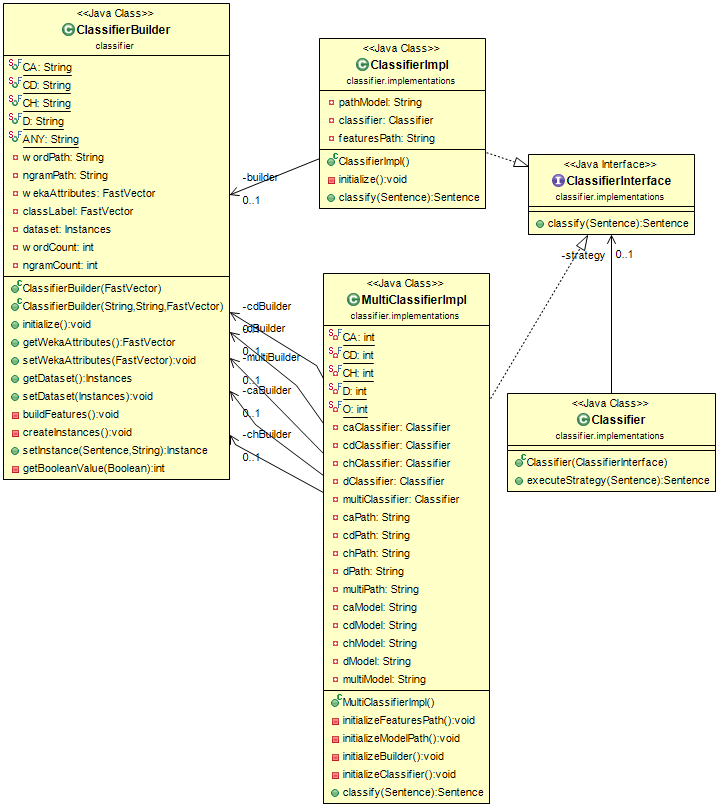 <<Java Class>>
ClassifierBuilder
classifier
CA: String
CD: String
CH: String
D: String
ANY: String
wordPath: String
ngramPath: String
wekaAttributes: FastVector
classLabel: FastVector
dataset: Instances
wordCount: int
ngramCount: int
ClassifierBuilder(FastVector)
ClassifierBuilder(String,String,FastVector)
initialize():void
getWekaAttributes():FastVector
setWekaAttributes(FastVector):void
getDataset():Instances
setDataset(Instances):void
buildFeatures():void
createInstances():void
setInstance(Sentence,String):Instance
getBooleanValue(Boolean):int
-builder
0..1
<<Java Class>>
ClassifierImpl
classifier.implementations
pathModel: String
classifier: Classifier
featuresPath: String
ClassifierImpl()
initialize():void
classify(Sentence):Sentence
<<Java Interface>>
ClassifierInterface
classifier.implementations
classify(Sentence):Sentence
-strategy
0..1
-cdBuilder
0..1
-dBuilder
0..1
-multiBuilder
0..1
-caBuilder
0..1
-chBuilder
0..1
<<Java Class>>
MultiClassifierImpl
classifier.implementations
CA: int
CD: int
CH: int
D: int
O: int
caClassifier: Classifier
cdClassifier: Classifier
chClassifier: Classifier
dClassifier: Classifier
multiClassifier: Classifier
caPath: String
cdPath: String
chPath: String
dPath: String
multiPath: String
caModel: String
cdModel: String
chModel: String
dModel: String
multiModel: String
MultiClassifierImpl()
initializeFeaturesPath():void
initializeModelPath():void
initializeBuilder():void
initializeClassifier():void
classify(Sentence):Sentence
<<Java Class>>
Classifier
classifier.implementations
Classifier(ClassifierInterface)
executeStrategy(Sentence):Sentence